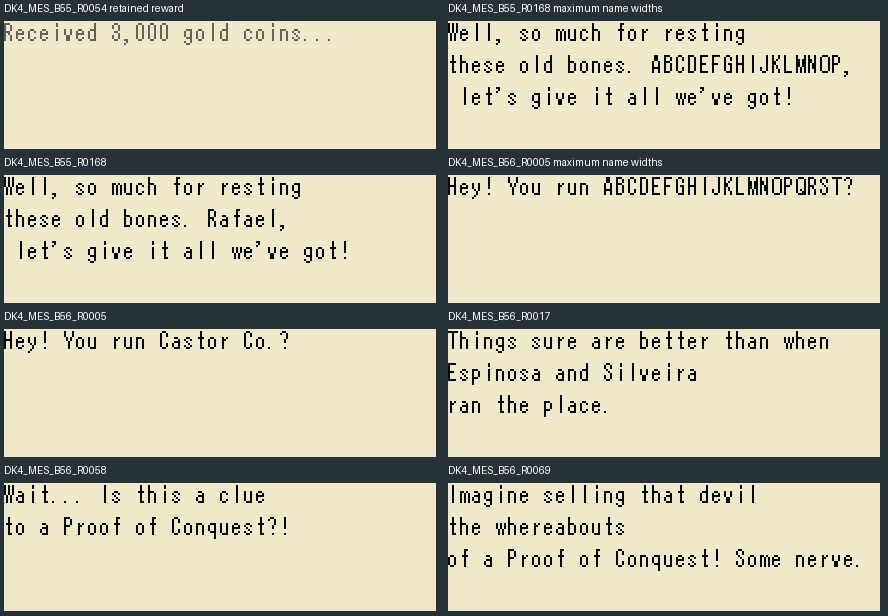 DK4_MES_B55_R0054 retained reward
Received 3,000 gold coins...
DK4_MES_B55_R0168 maximum name widths
Well, so much for resting
these old bones. ABCDEFGHIJKLMNOP,
let's give it all we've got!
DK4_MES_B55_R0168
Well, so much for resting
these old bones. Rafael,
let's give it all we've got!
DK4_MES_B56_R0005 maximum name widths
Hey! You run ABCDEFGHIJKLMNOPQRST?
DK4_MES_B56_R0005
Hey! You run Castor Co.?
DK4_MES_B56_R0017
Things sure are better than when
Espinosa and Silveira
ran the place.
DK4_MES_B56_R0058
Wait... Is this a clue
to a Proof of Conquest?!
DK4_MES_B56_R0069
Imagine selling that devil
the whereabouts
of a Proof of Conquest! Some nerve.